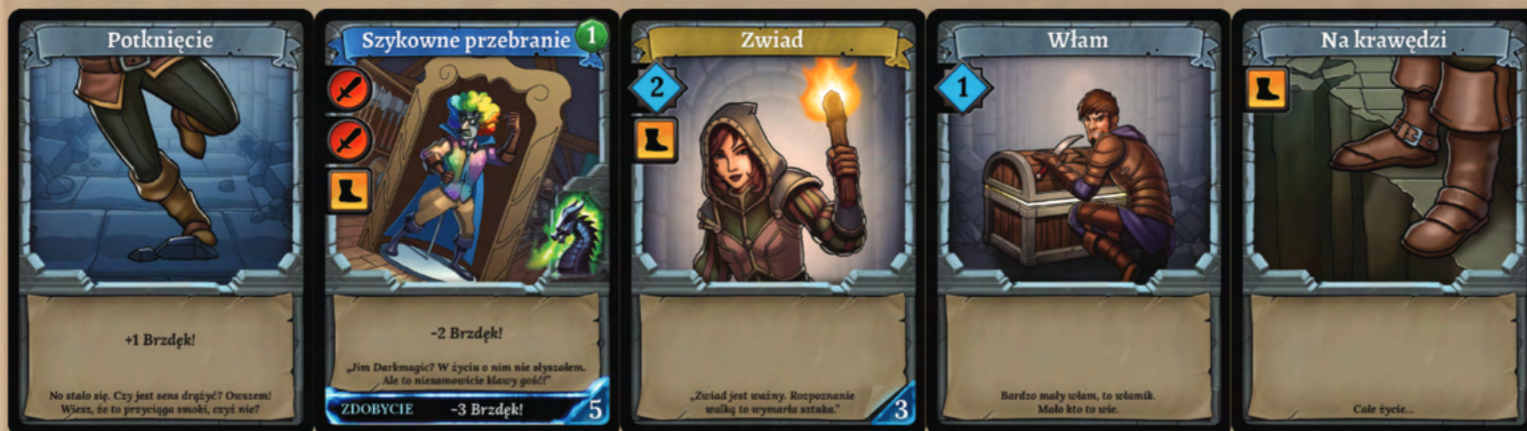 Potknięcie
+1 Brzdęk!
No stało się. Czy jest sens drążyć? Owszem!
Wiesz, że to przyciąga smoki, czyż nie?
Szykowne przebranie
1
-2 Brzdęk!
„Jim Darkmagic? W życiu o nim nie słyszałem.
Ale to niesamowicie klawy gość!”
ZDOBYCIE
-3 Brzdęk!
5
Zwiad
2
„Zwiad jest ważny. Rozpoznanie
walką to wymarła sztuka.”
3
Włam
1
Bardzo mały włam, to włamik.
Mało kto to wie.
Na krawędzi
Całe życie...